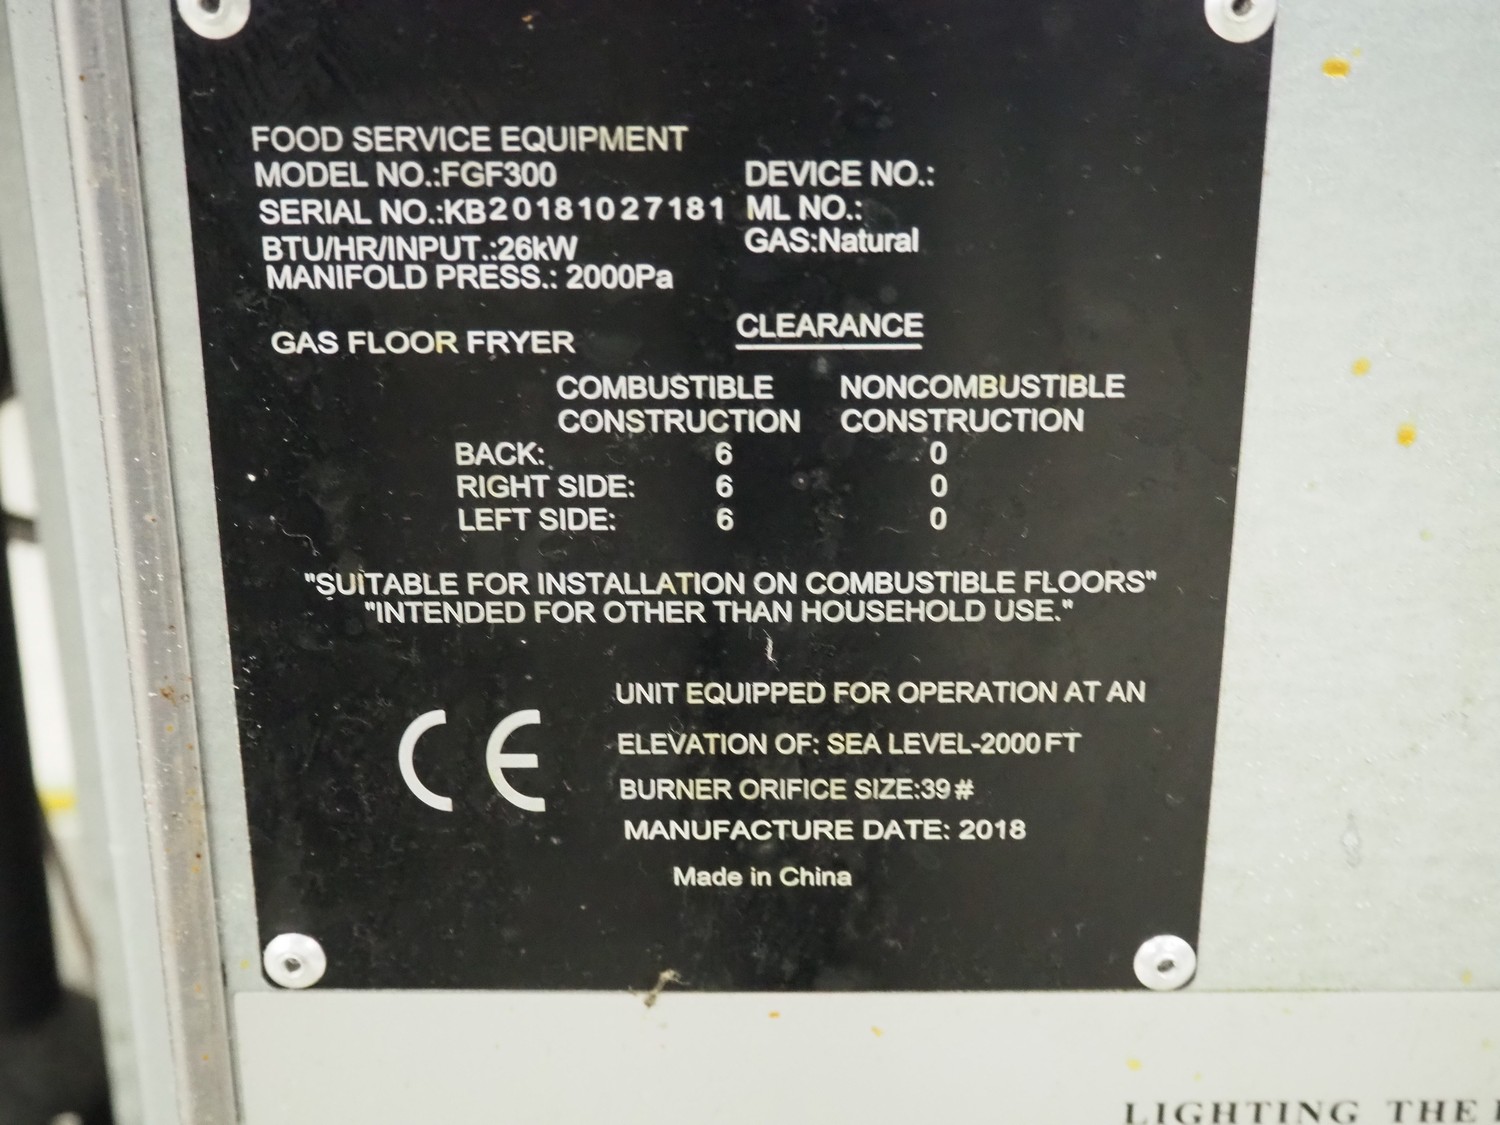 FOOD SERVICE EQUIPMENT
MODEL NO.:FGF300 DEVICE NO.:
SERIAL NO.:KB20181027181 ML NO.:
BTU/HR/INPUT.:26kW GAS:Natural
MANIFOLD PRESS.: 2000Pa
GAS FLOOR FRYER CLEARANCE
COMBUSTIBLE NONCOMBUSTIBLE
CONSTRUCTION CONSTRUCTION
BACK: 6 0
RIGHT SIDE: 6 0
LEFT SIDE: 6 0
"SUITABLE FOR INSTALLATION ON COMBUSTIBLE FLOORS"
"INTENDED FOR OTHER THAN HOUSEHOLD USE."
CE
UNIT EQUIPPED FOR OPERATION AT AN
ELEVATION OF: SEA LEVEL-2000FT
BURNER ORIFICE SIZE:39#
MANUFACTURE DATE: 2018
Made in China
LIGHTING THE